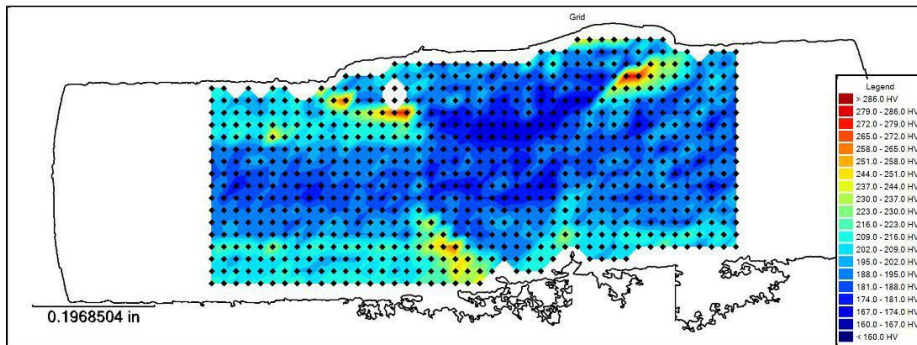 Grid
Legend
> 286.0 HV
279.0 - 286.0 HV
272.0 - 279.0 HV
265.0 - 272.0 HV
258.0 - 265.0 HV
251.0 - 258.0 HV
244.0 - 251.0 HV
237.0 - 244.0 HV
230.0 - 237.0 HV
223.0 - 230.0 HV
216.0 - 223.0 HV
209.0 - 216.0 HV
202.0 - 209.0 HV
195.0 - 202.0 HV
188.0 - 195.0 HV
181.0 - 188.0 HV
174.0 - 181.0 HV
167.0 - 174.0 HV
160.0 - 167.0 HV
< 160.0 HV
0.1968504 in